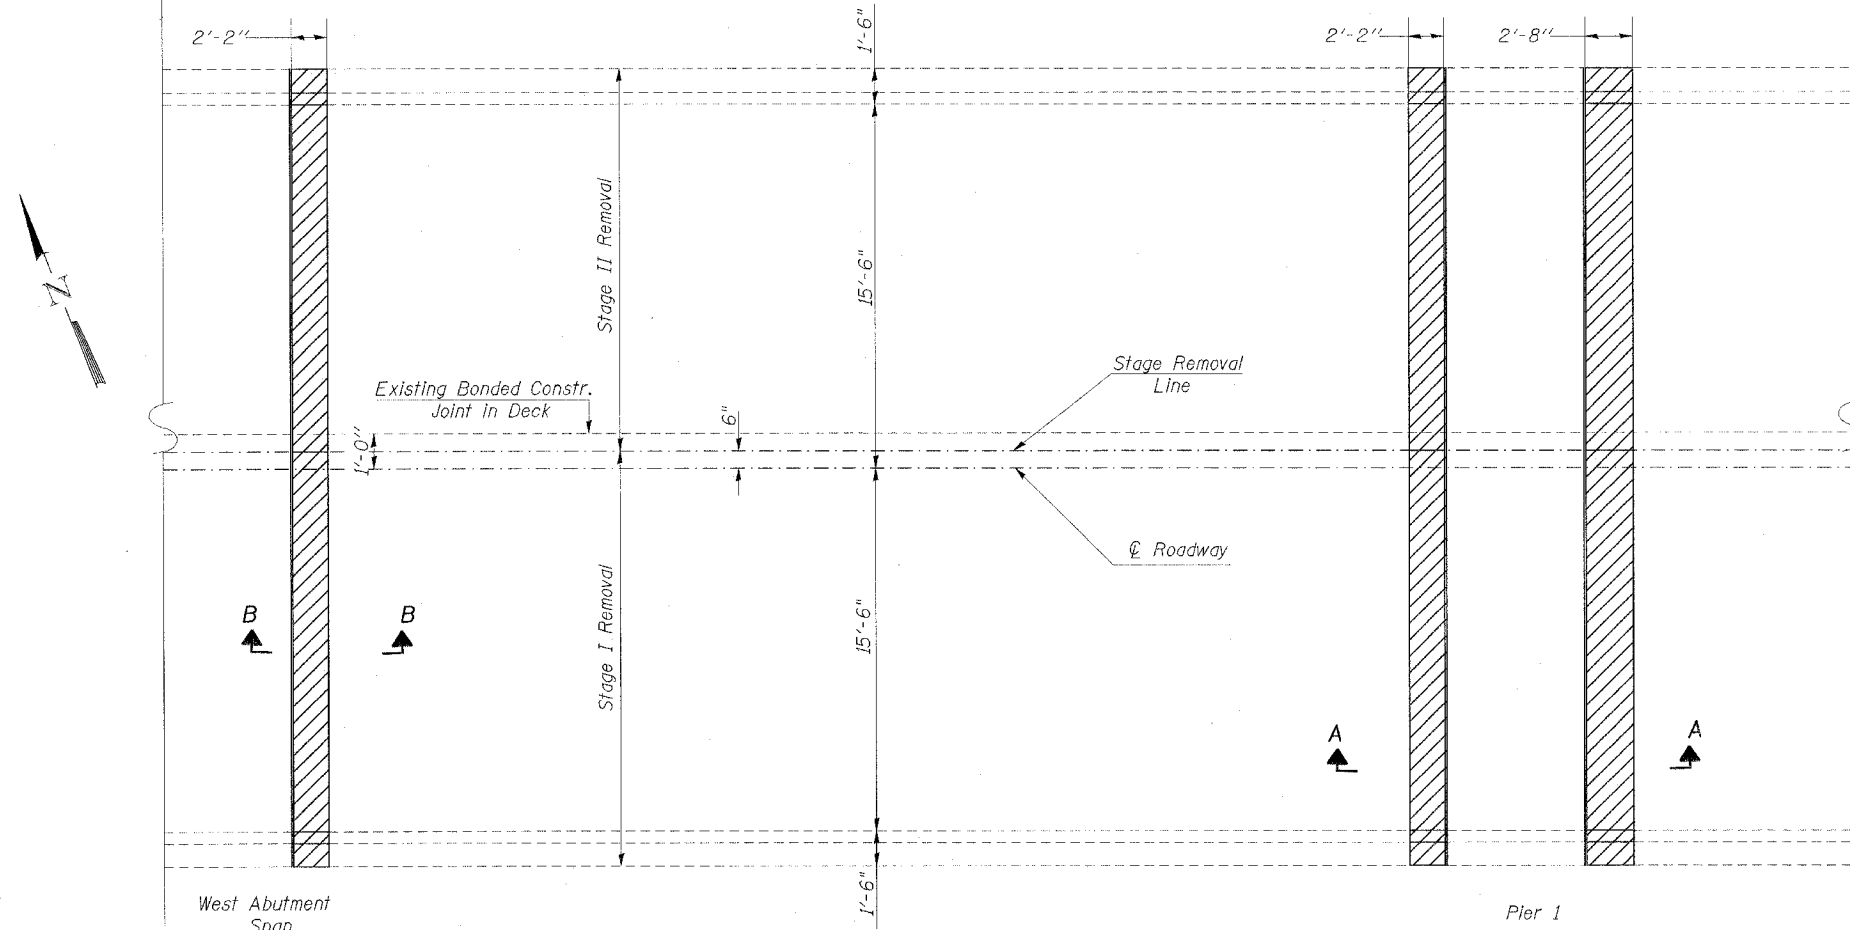 2'-2"
1'-6"
2'-2"
2'-8"
Stage II Removal
15'-6"
N
Stage Removal
Line
Existing Bonded Constr.
Joint in Deck
6"
1'-0"
℄ Roadway
Stage I Removal
15'-6"
B
B
A
A
1'-6"
West Abutment
Span
Pier 1